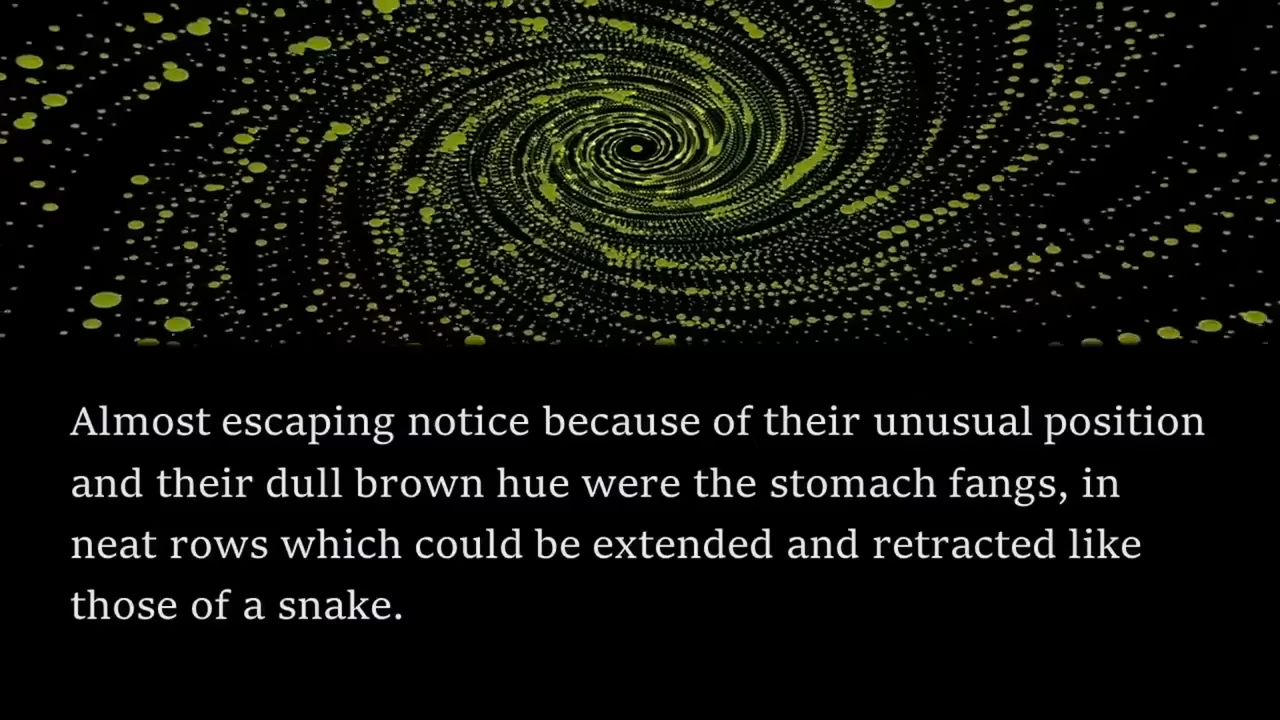 Almost escaping notice because of their unusual position
and their dull brown hue were the stomach fangs, in
neat rows which could be extended and retracted like
those of a snake.